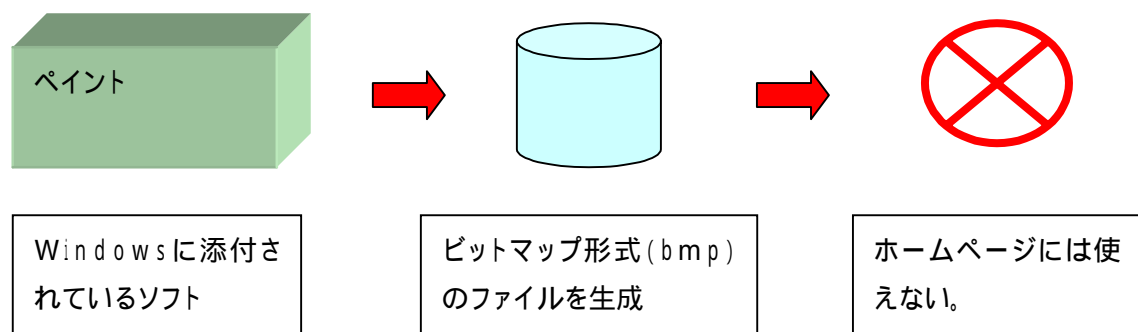 ペイント
Windowsに添付さ
れているソフト
ビットマップ形式(bmp)
のファイルを生成
ホームページには使
えない。